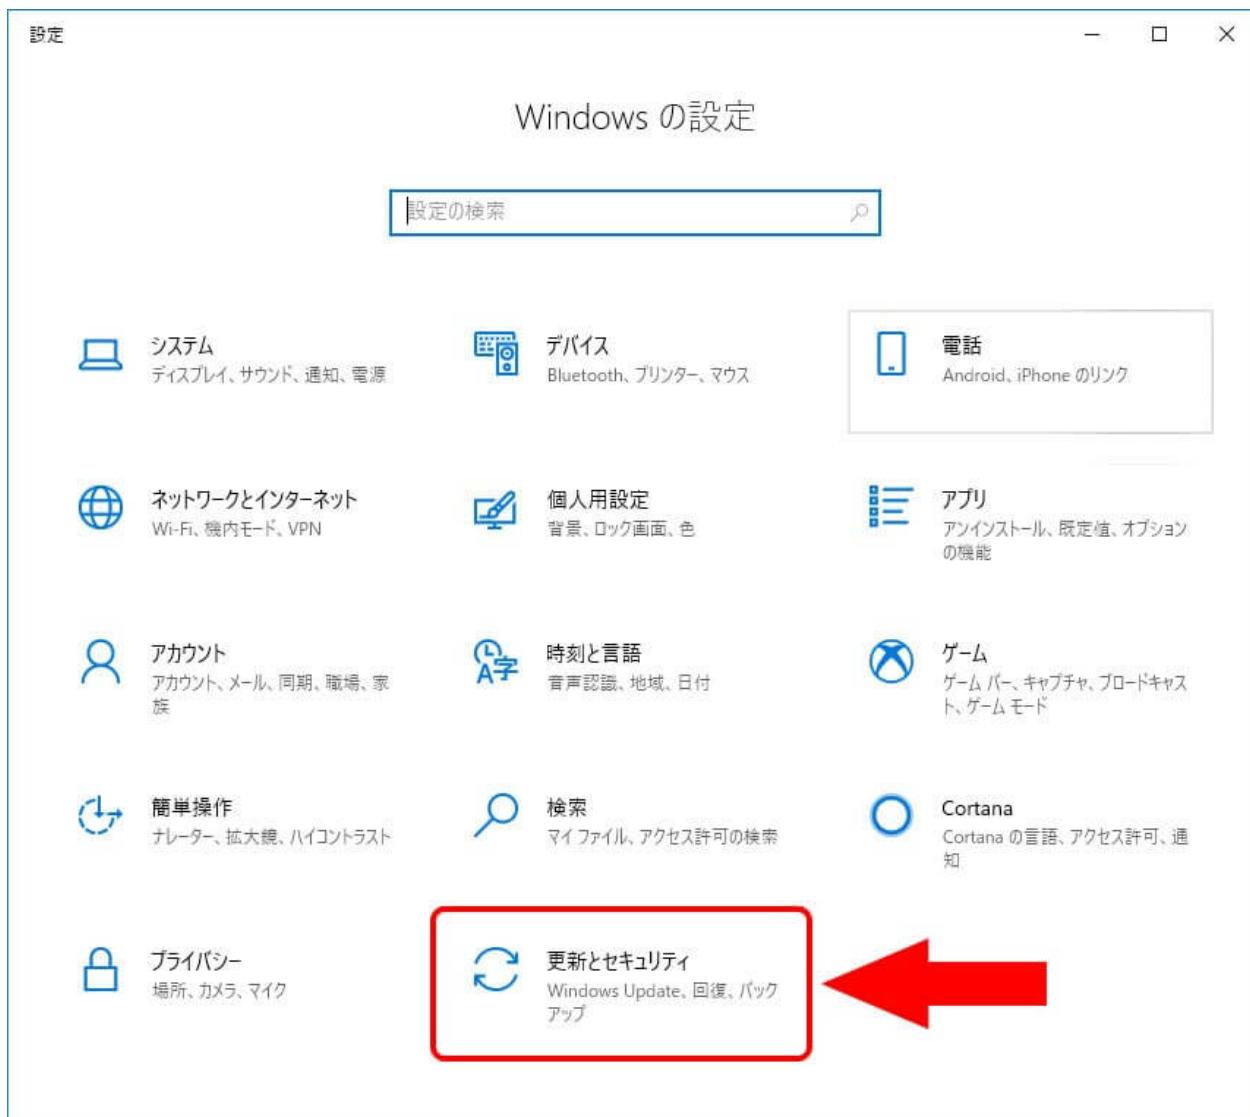 設定
Windows の設定
設定の検索
システム
ディスプレイ、サウンド、通知、電源
デバイス
Bluetooth、プリンター、マウス
電話
Android、iPhone のリンク
ネットワークとインターネット
Wi-Fi、機内モード、VPN
個人用設定
背景、ロック画面、色
アプリ
アンインストール、既定値、オプション
の機能
アカウント
アカウント、メール、同期、職場、家
族
時刻と言語
音声認識、地域、日付
ゲーム
ゲーム バー、キャプチャ、ブロードキャス
ト、ゲーム モード
簡単操作
ナレーター、拡大鏡、ハイコントラスト
検索
マイ ファイル、アクセス許可の検索
Cortana
Cortana の言語、アクセス許可、通
知
プライバシー
場所、カメラ、マイク
更新とセキュリティ
Windows Update、回復、バック
アップ